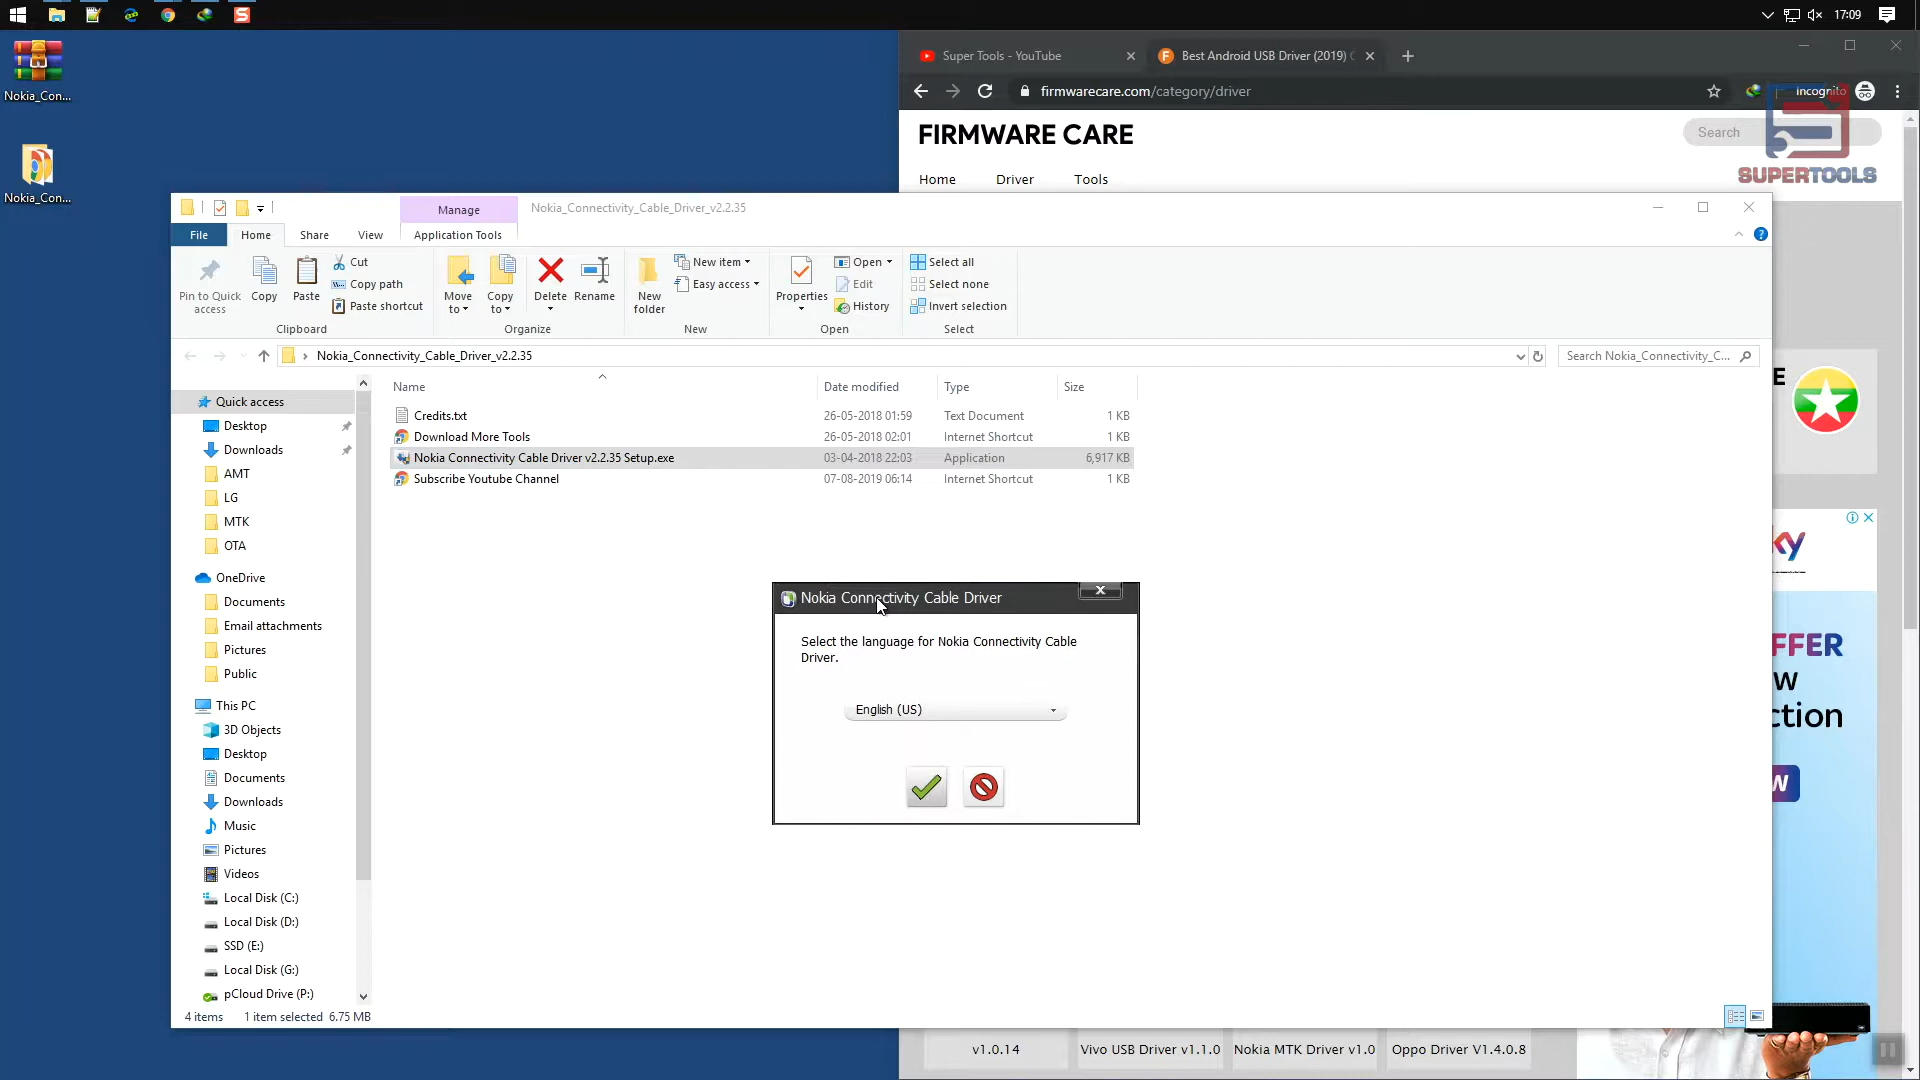 17:09
Nokia_Con...
Nokia_Con...
Super Tools - YouTube
Best Android USB Driver (2019)
firmwarecare.com/category/driver
Incognito
FIRMWARE CARE
Search
SUPERTOOLS
Home Driver Tools
Manage
Nokia_Connectivity_Cable_Driver_v2.2.35
File Home Share View Application Tools
Pin to Quick access
Copy
Paste
Cut
Copy path
Paste shortcut
Clipboard
Move to
Copy to
Delete
Rename
Organize
New folder
New item
Easy access
New
Properties
Open
Edit
History
Open
Select all
Select none
Invert selection
Select
Nokia_Connectivity_Cable_Driver_v2.2.35
Search Nokia_Connectivity_C...
Name Date modified Type Size
Credits.txt 26-05-2018 01:59 Text Document 1 KB
Download More Tools 26-05-2018 02:01 Internet Shortcut 1 KB
Nokia Connectivity Cable Driver v2.2.35 Setup.exe 03-04-2018 22:03 Application 6,917 KB
Subscribe Youtube Channel 07-08-2019 06:14 Internet Shortcut 1 KB
Quick access
Desktop
Downloads
AMT
LG
MTK
OTA
OneDrive
Documents
Email attachments
Pictures
Public
This PC
3D Objects
Desktop
Documents
Downloads
Music
Pictures
Videos
Local Disk (C:)
Local Disk (D:)
SSD (E:)
Local Disk (G:)
pCloud Drive (P:)
4 items 1 item selected 6.75 MB
Nokia Connectivity Cable Driver
Select the language for Nokia Connectivity Cable
Driver.
English (US)
E
ky
FFER
W
ction
W
v1.0.14
Vivo USB Driver v1.1.0
Nokia MTK Driver v1.0
Oppo Driver V1.4.0.8